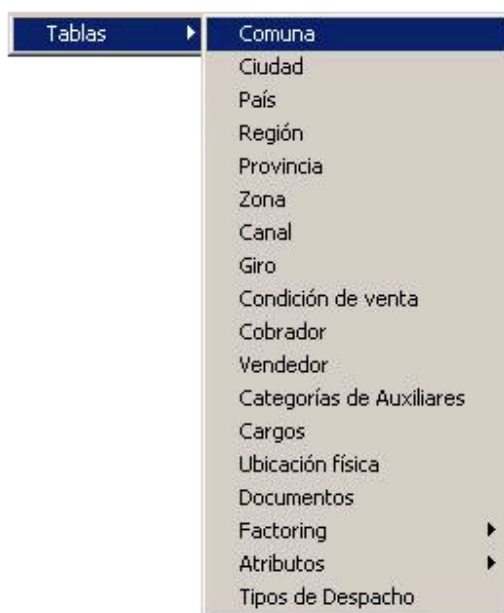 Tablas
Comuna
Ciudad
País
Región
Provincia
Zona
Canal
Giro
Condición de venta
Cobrador
Vendedor
Categorías de Auxiliares
Cargos
Ubicación física
Documentos
Factoring
Atributos
Tipos de Despacho